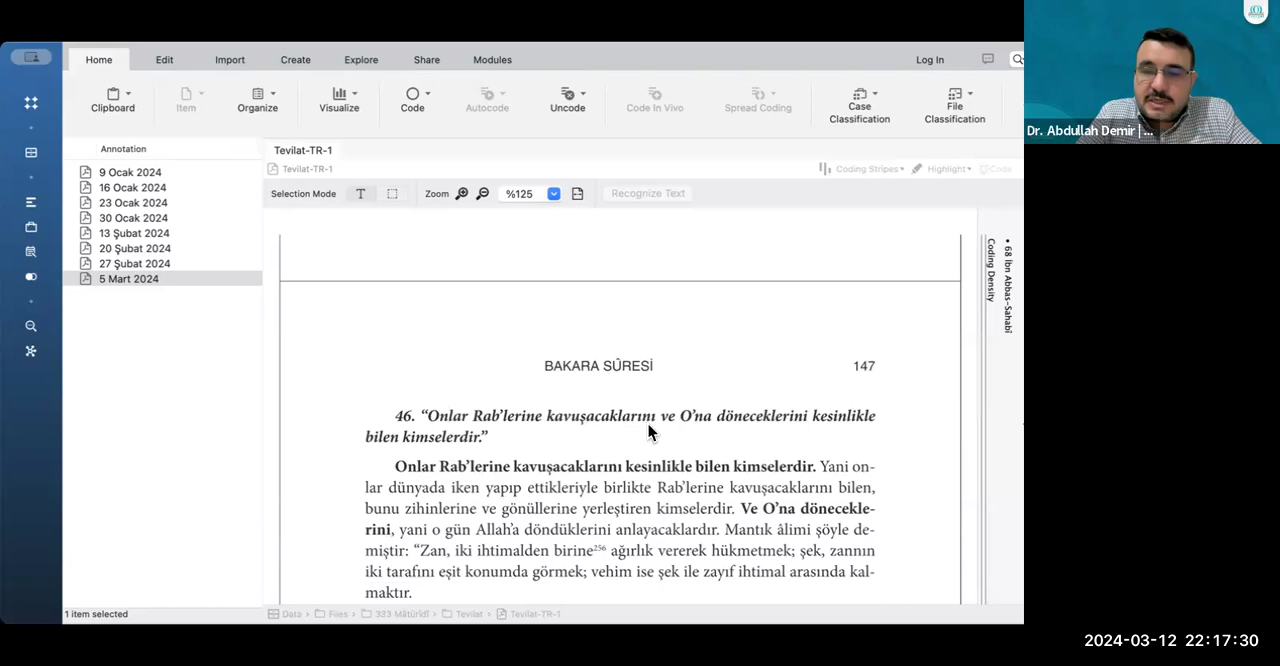 Home Edit Import Create Explore Share Modules Log In
Clipboard Item Organize Visualize Code Autocode Uncode Code In Vivo Spread Coding Case Classification File Classification
Annotation
9 Ocak 2024
16 Ocak 2024
23 Ocak 2024
30 Ocak 2024
13 Şubat 2024
20 Şubat 2024
27 Şubat 2024
5 Mart 2024
1 item selected
Tevilat-TR-1
Tevilat-TR-1
Coding Stripes Highlight Code
Selection Mode T Zoom %125 Recognize Text
BAKARA SÛRESİ 147
46. “Onlar Rab’lerine kavuşacaklarını ve O’na döneceklerini kesinlikle
bilen kimselerdir.”
Onlar Rab’lerine kavuşacaklarını kesinlikle bilen kimselerdir. Yani on-
lar dünyada iken yapıp ettikleriyle birlikte Rab’lerine kavuşacaklarını bilen,
bunu zihinlerine ve gönüllerine yerleştiren kimselerdir. Ve O’na dönecekle-
rini, yani o gün Allah’a döndüklerini anlayacaklardır. Mantık âlimi şöyle de-
miştir: “Zan, iki ihtimalden birine256 ağırlık vererek hükmetmek; şek, zannın
iki tarafını eşit konumda görmek; vehim ise şek ile zayıf ihtimal arasında kal-
maktır.
Data Files 333 Mâtürîdî Tevilat Tevilat-TR-1
Coding Density
• 68 İbn Abbas-Sahabî
Dr. Abdullah Demir | ...
2024-03-12 22:17:30